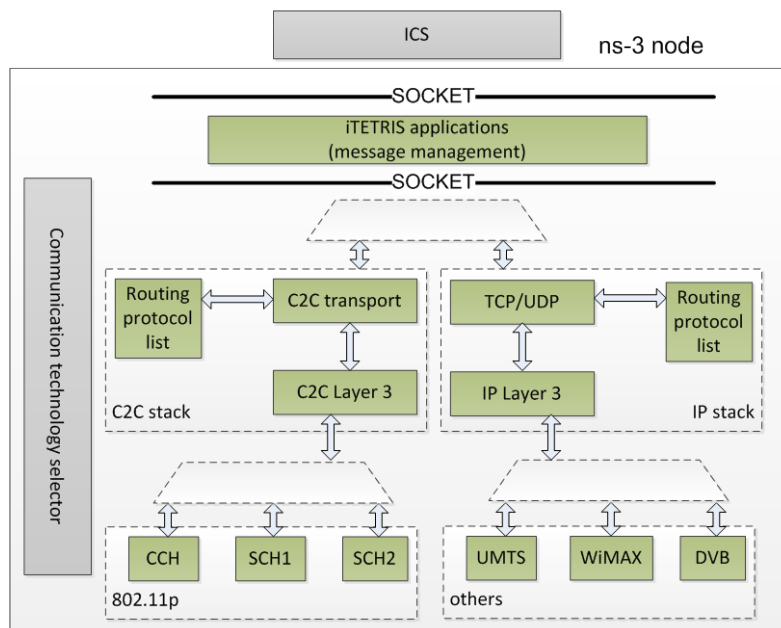 ICS
ns-3 node
SOCKET
iTETRIS applications
(message management)
SOCKET
Communication technology selector
Routing
protocol
list
C2C transport
TCP/UDP
Routing
protocol
list
C2C Layer 3
IP Layer 3
C2C stack
IP stack
CCH
SCH1
SCH2
UMTS
WiMAX
DVB
802.11p
others